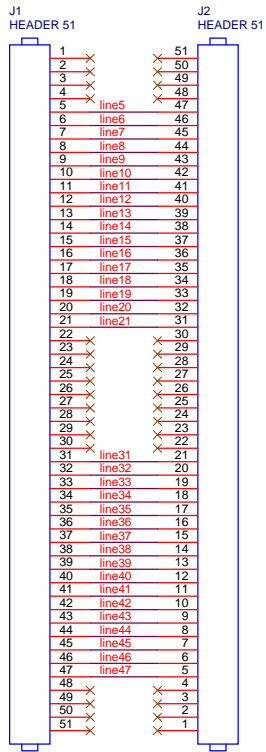 J1 J2
HEADER 51 HEADER 51
1 51
2 50
3 49
4 48
5 line5 47
6 line6 46
7 line7 45
8 line8 44
9 line9 43
10 line10 42
11 line11 41
12 line12 40
13 line13 39
14 line14 38
15 line15 37
16 line16 36
17 line17 35
18 line18 34
19 line19 33
20 line20 32
21 line21 31
22 30
23 29
24 28
25 27
26 26
27 25
28 24
29 23
30 22
31 line31 21
32 line32 20
33 line33 19
34 line34 18
35 line35 17
36 line36 16
37 line37 15
38 line38 14
39 line39 13
40 line40 12
41 line41 11
42 line42 10
43 line43 9
44 line44 8
45 line45 7
46 line46 6
47 line47 5
48 4
49 3
50 2
51 1